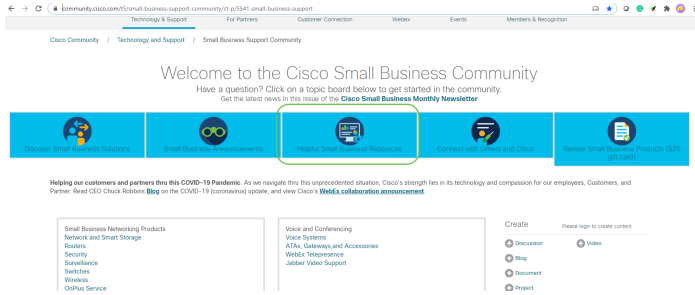 community.cisco.com/t5/small-business-support-community/ct-p/5541-small-business-support
Technology & Support For Partners Customer Connection Webex Events Members & Recognition
Cisco Community / Technology and Support / Small Business Support Community
Welcome to the Cisco Small Business Community
Have a question? Click on a topic board below to get started in the community.
Get the latest news in this issue of the Cisco Small Business Monthly Newsletter
Discover Small Business Solutions
Small Business Announcements
Helpful Small Business Resources
Connect with Others and Cisco
Review Small Business Products ($25
gift card)
Helping our customers and partners thru this COVID-19 Pandemic. As we navigate thru this unprecedented situation, Cisco's strength lies in its technology and compassion for our employees, Customers, and
Partner. Read CEO Chuck Robbins Blog on the COVID-19 (coronavirus) update, and view Cisco's WebEx collaboration announcement.
Small Business Networking Products
Network and Smart Storage
Routers
Security
Surveillance
Switches
Wireless
OnPlus Service
Voice and Conferencing
Voice Systems
ATAs, Gateways,and Accessories
WebEx Telepresence
Jabber Video Support
Create Please login to create content
Discussion Video
Blog
Document
Project